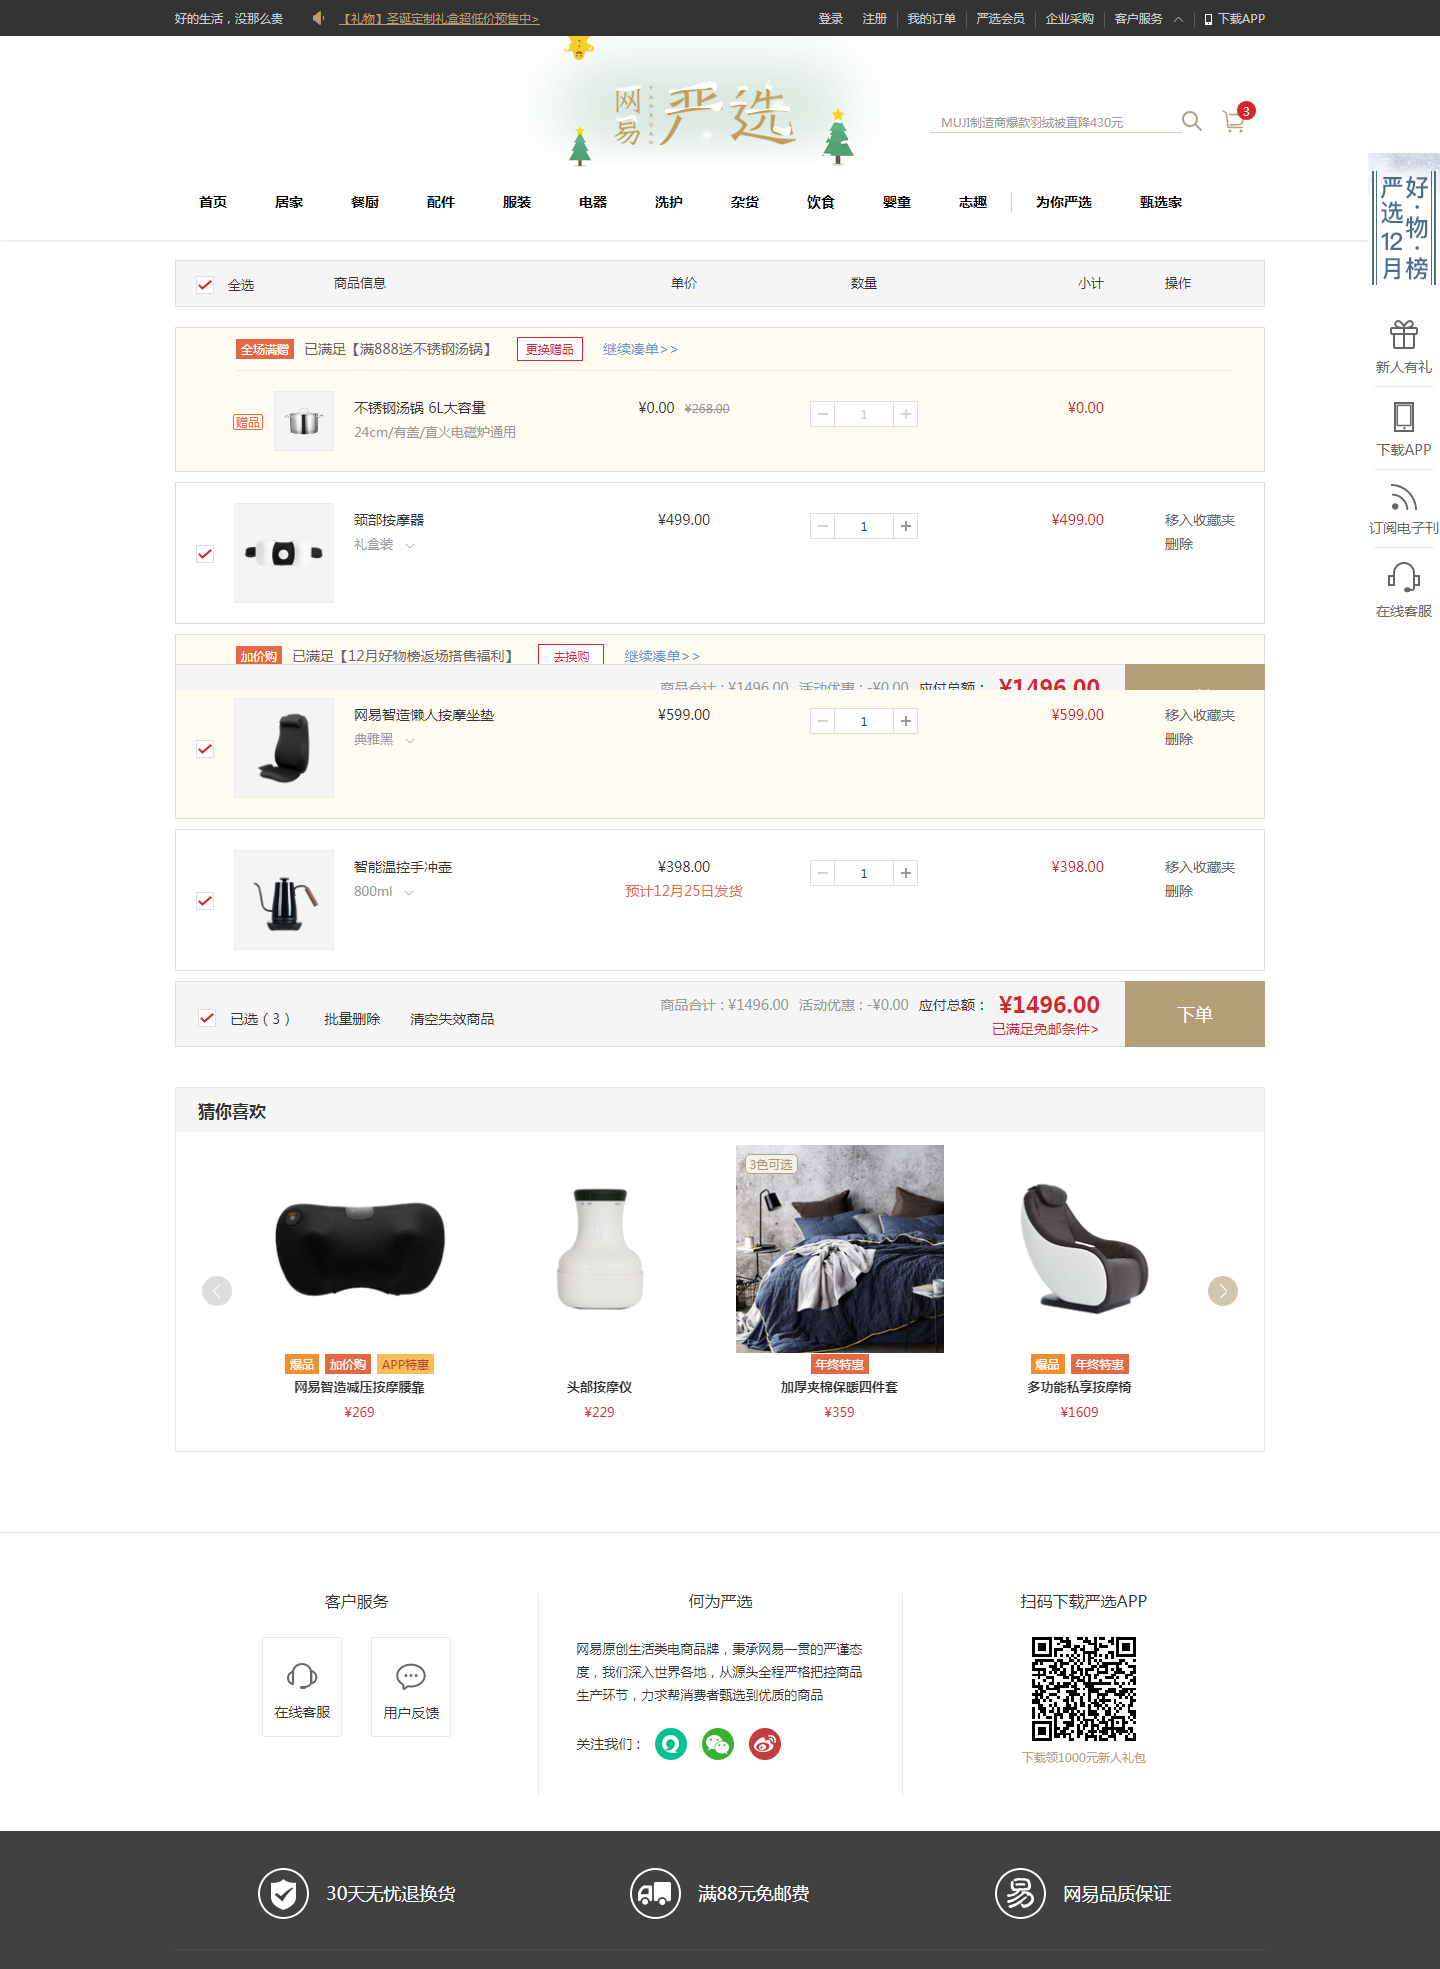 好的生活，没那么贵
【礼物】圣诞定制礼盒超低价预售中>
登录 注册 我的订单 严选会员 企业采购 客户服务 下载APP
网易 YANXUAN 严选
MUJI制造商爆款羽绒被直降430元
3
首页 居家 餐厨 配件 服装 电器 洗护 杂货 饮食 婴童 志趣 为你严选 甄选家
好·物·榜
严选12月
新人有礼
下载APP
订阅电子刊
在线客服
全选 商品信息 单价 数量 小计 操作
全场满赠 已满足【满888送不锈钢汤锅】 更换赠品 继续凑单>>
赠品 不锈钢汤锅 6L大容量 ¥0.00 ¥268.00 1 ¥0.00
24cm/有盖/直火电磁炉通用
颈部按摩器 ¥499.00 1 ¥499.00 移入收藏夹
礼盒装 删除
加价购 已满足【12月好物榜返场搭售福利】 去换购 继续凑单>>
商品合计 : ¥1496.00 活动优惠 : -¥0.00 应付总额： ¥1496.00
网易智造懒人按摩坐垫 ¥599.00 1 ¥599.00 移入收藏夹
典雅黑 删除
智能温控手冲壶 ¥398.00 1 ¥398.00 移入收藏夹
800ml 预计12月25日发货 删除
已选 ( 3 ) 批量删除 清空失效商品 商品合计 : ¥1496.00 活动优惠 : -¥0.00 应付总额： ¥1496.00 下单
已满足免邮条件>
猜你喜欢
3色可选
爆品 加价购 APP特惠 年终特惠 爆品 年终特惠
网易智造减压按摩腰靠 头部按摩仪 加厚夹棉保暖四件套 多功能私享按摩椅
¥269 ¥229 ¥359 ¥1609
客户服务
在线客服 用户反馈
何为严选
网易原创生活类电商品牌，秉承网易一贯的严谨态
度，我们深入世界各地，从源头全程严格把控商品
生产环节，力求帮消费者甄选到优质的商品
关注我们：
扫码下载严选APP
下载领1000元新人礼包
30天无忧退换货 满88元免邮费 易 网易品质保证